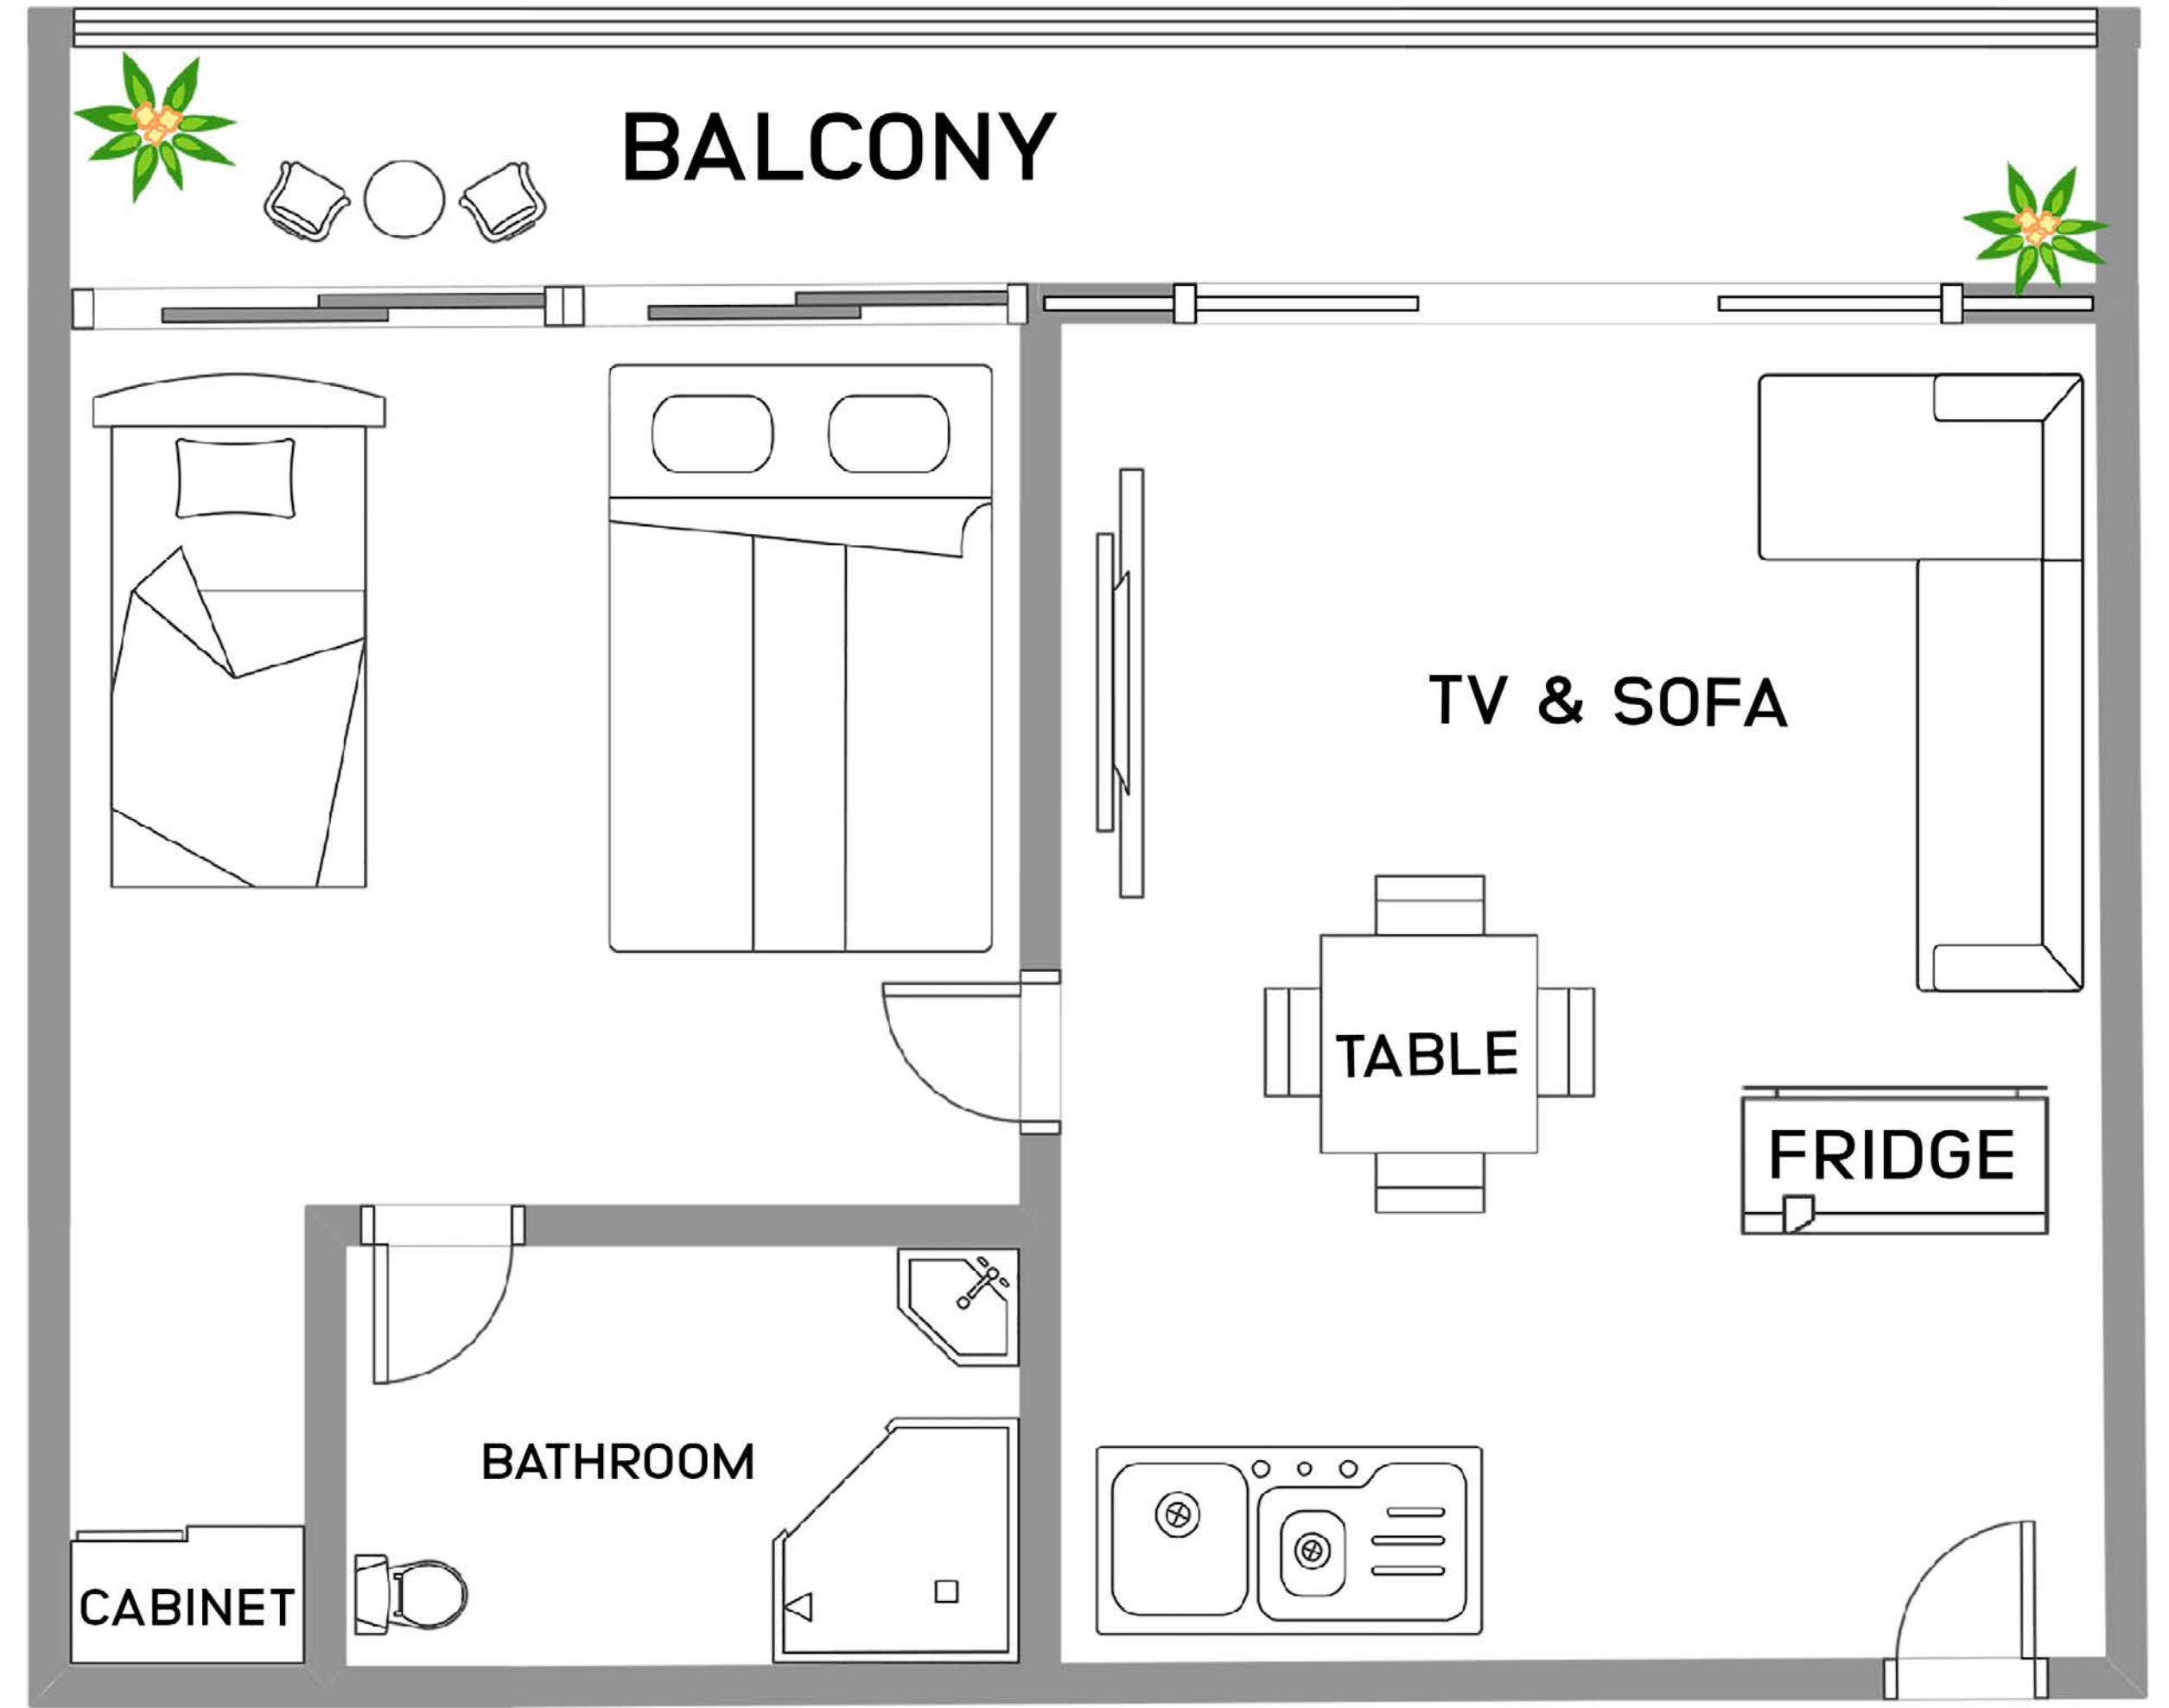 BALCONY
TV & SOFA
TABLE
FRIDGE
BATHROOM
CABINET